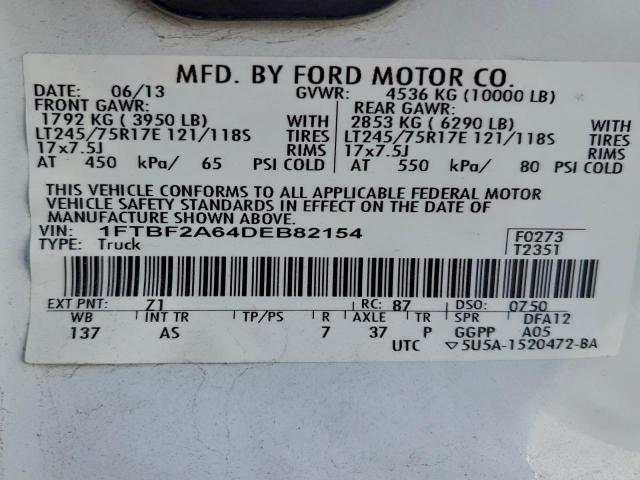 MFD. BY FORD MOTOR CO.
DATE: 06/13 GVWR: 4536 KG (10000 LB)
FRONT GAWR: REAR GAWR:
1792 KG ( 3950 LB) WITH 2853 KG ( 6290 LB) WITH
LT245/75R17E 121/118S TIRES LT245/75R17E 121/118S TIRES
17x7.5J RIMS 17x7.5J RIMS
AT 450 kPa/ 65 PSI COLD AT 550 kPa/ 80 PSI COLD
THIS VEHICLE CONFORMS TO ALL APPLICABLE FEDERAL MOTOR
VEHICLE SAFETY STANDARDS IN EFFECT ON THE DATE OF
MANUFACTURE SHOWN ABOVE.
VIN: 1FTBF2A64DEB82154 F0273
TYPE: Truck T2351
EXT PNT: Z1 RC: 87 DSO: 0750
WB INT TR TP/PS R AXLE TR SPR DFA12
137 AS 7 37 P GGPP A05
UTC ▽5U5A-1520472-BA